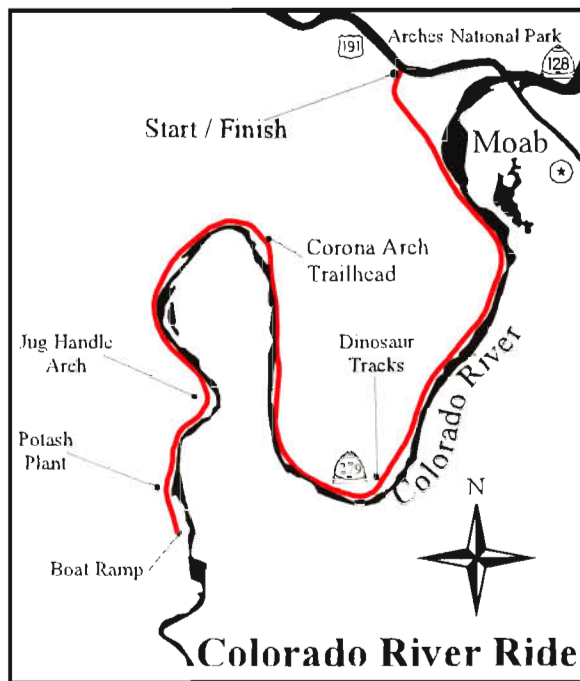 Arches National Park
191
128
Start / Finish
Moab
Corona Arch
Trailhead
Jug Handle
Arch
Dinosaur
Tracks
Colorado River
Potash
Plant
N
Boat Ramp
Colorado River Ride